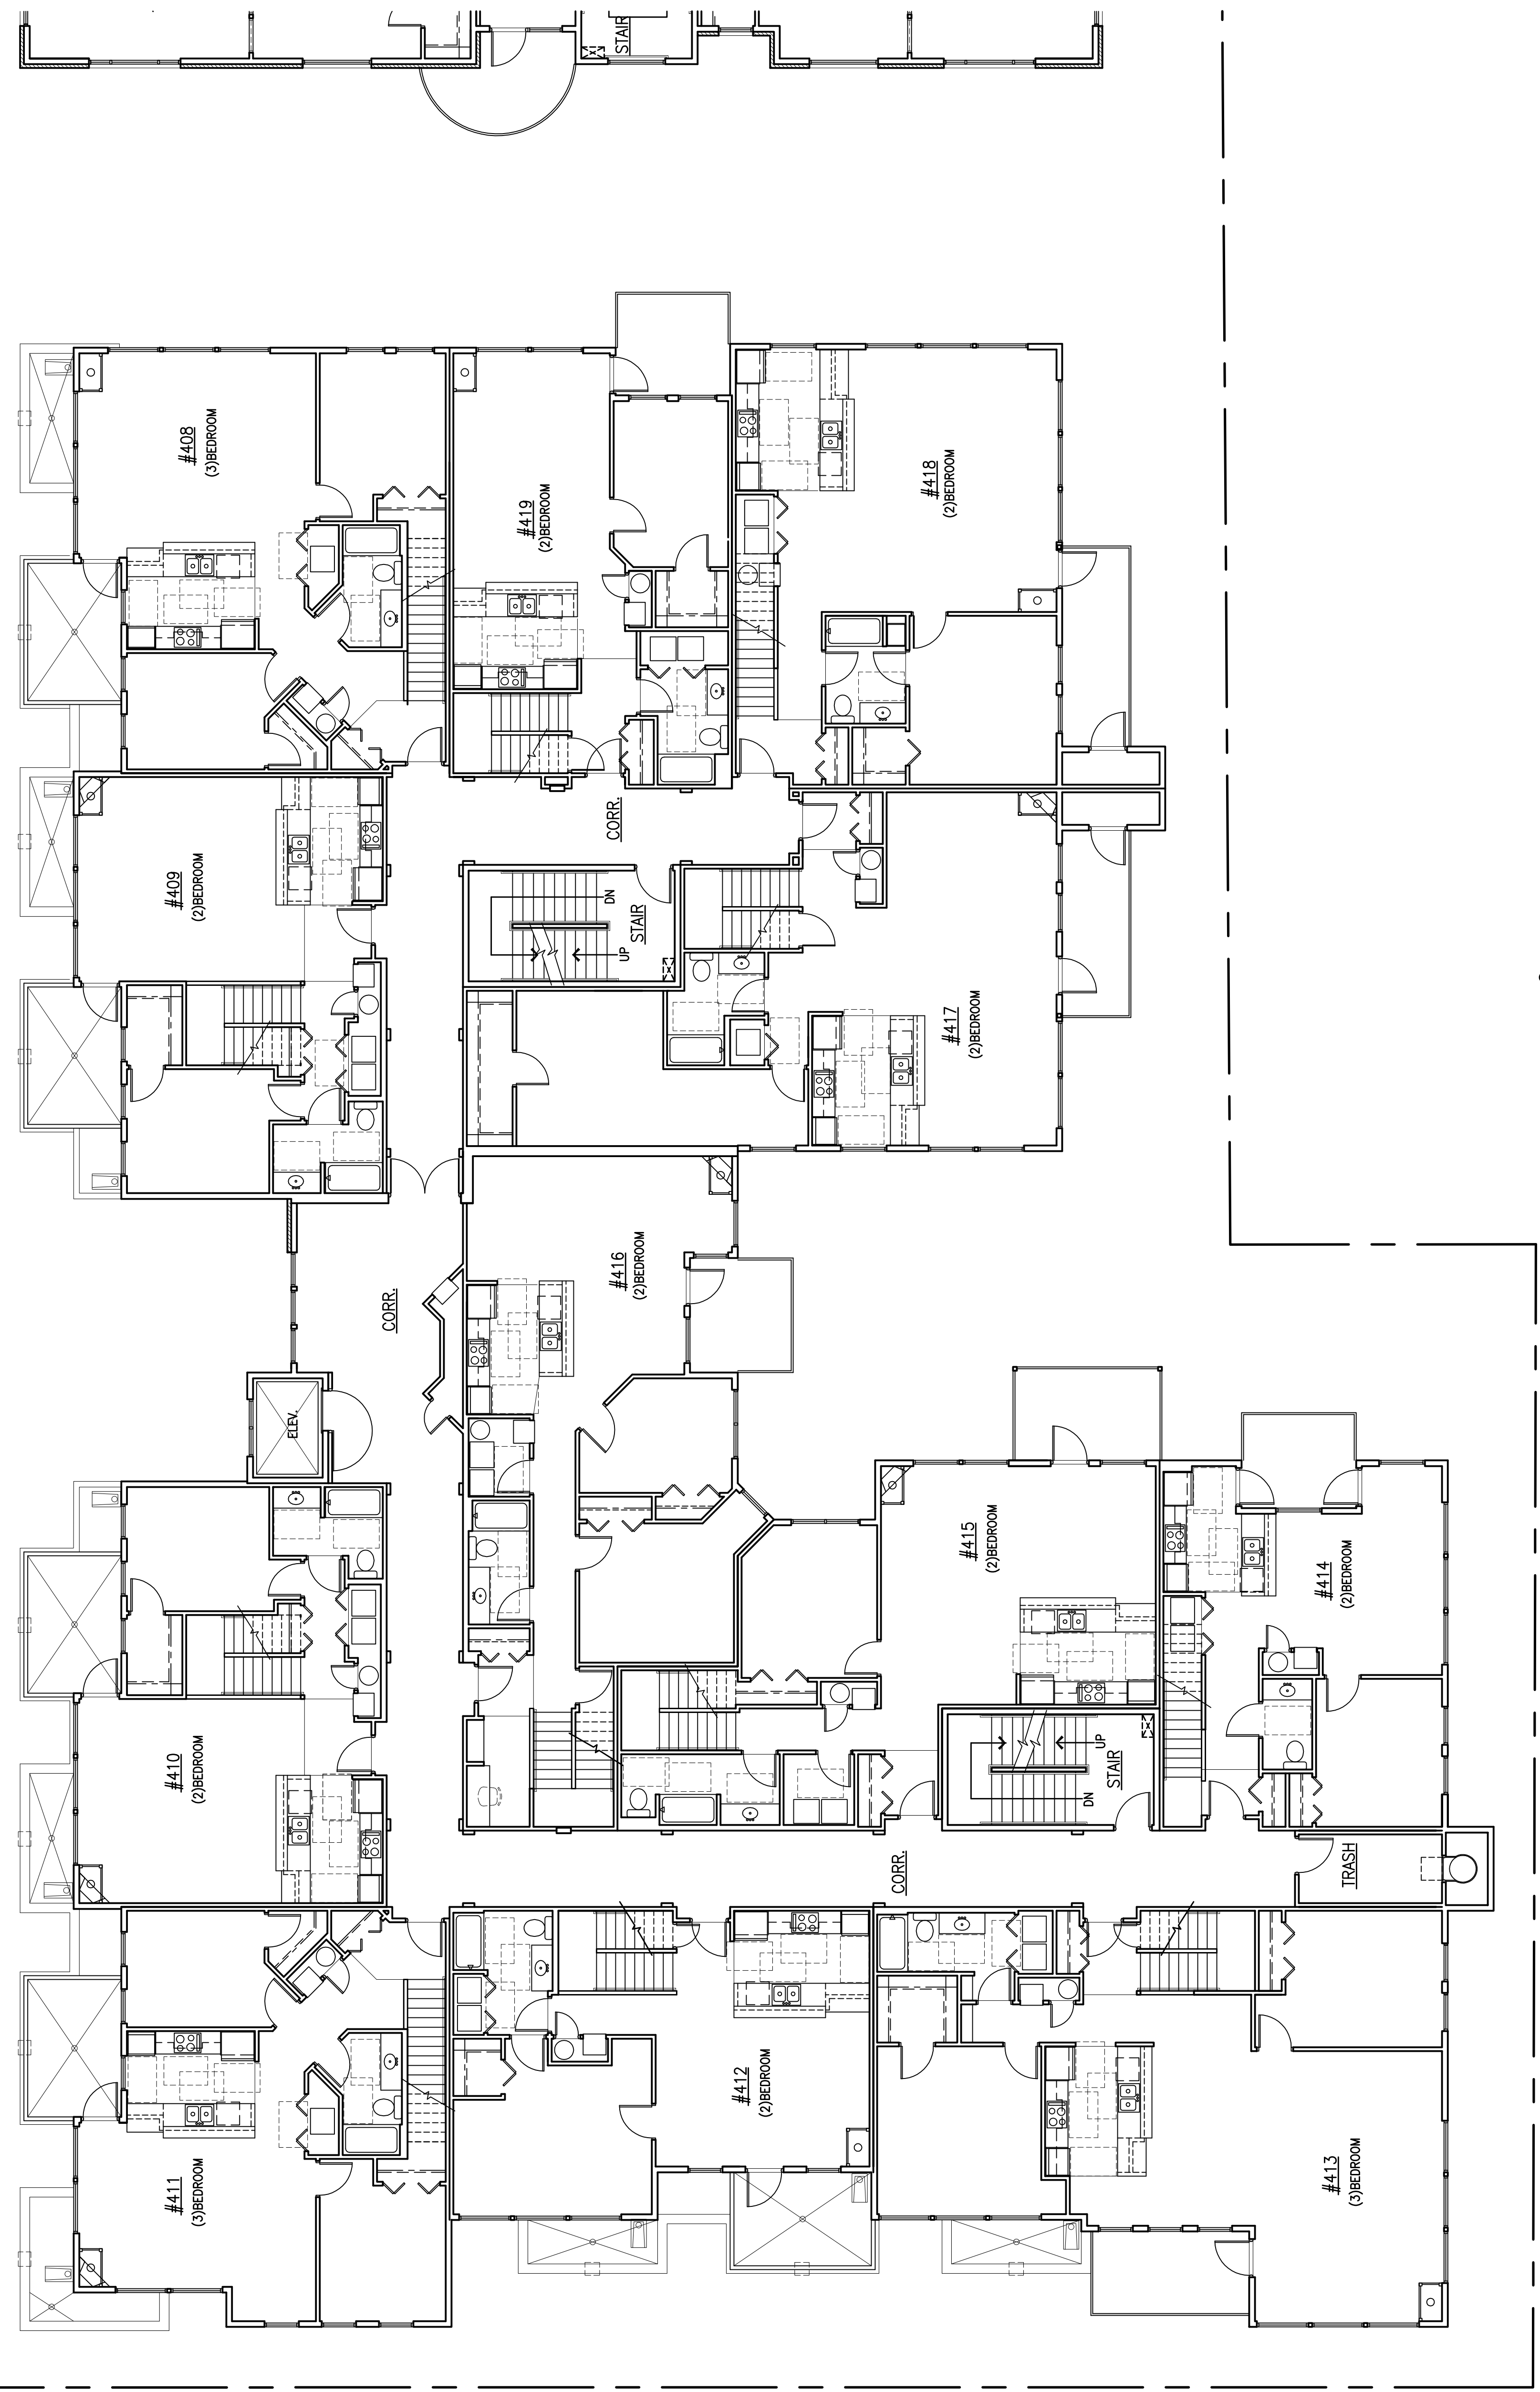 STAIR
#408
(3)BEDROOM
#419
(2)BEDROOM
#418
(2)BEDROOM
CORR.
#409
(2)BEDROOM
DN
STAIR
UP
#417
(2)BEDROOM
#416
(2)BEDROOM
CORR.
ELEV.
#415
(2)BEDROOM
#414
(2)BEDROOM
#410
(2)BEDROOM
UP
STAIR
DN
CORR.
TRASH
#412
(2)BEDROOM
#411
(3)BEDROOM
#413
(3)BEDROOM